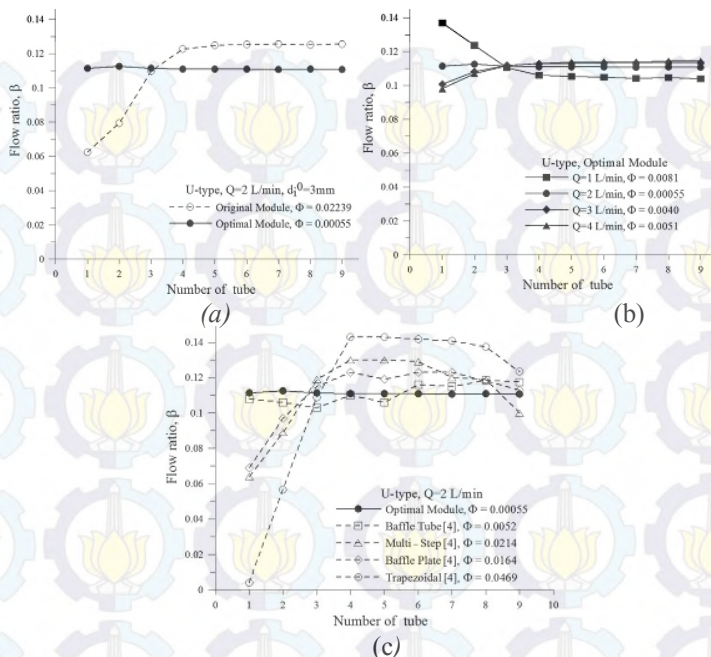 0.14
0.12
0.1
0.08
0.06
0.04
0.02
0
Flow ratio, β
U-type, Q=2 L/min, di⁰=3mm
Original Module, Φ = 0.02239
Optimal Module, Φ = 0.00055
0 1 2 3 4 5 6 7 8 9
Number of tube
(a)
0.14
0.12
0.1
0.08
0.06
0.04
0.02
0
Flow ratio, β
U-type, Optimal Module
Q=1 L/min, Φ = 0.0081
Q=2 L/min, Φ = 0.00055
Q=3 L/min, Φ = 0.0040
Q=4 L/min, Φ = 0.0051
0 1 2 3 4 5 6 7 8 9
Number of tube
(b)
0.14
0.12
0.10
0.08
0.06
0.04
0.02
0
Flow ratio, β
U-type, Q=2 L/min
Optimal Module, Φ = 0.00055
Baffle Tube [4], Φ = 0.0052
Multi - Step [4], Φ = 0.0214
Baffle Plate [4], Φ = 0.0164
Trapezoidal [4], Φ = 0.0469
0 1 2 3 4 5 6 7 8 9 10
Number of tube
(c)